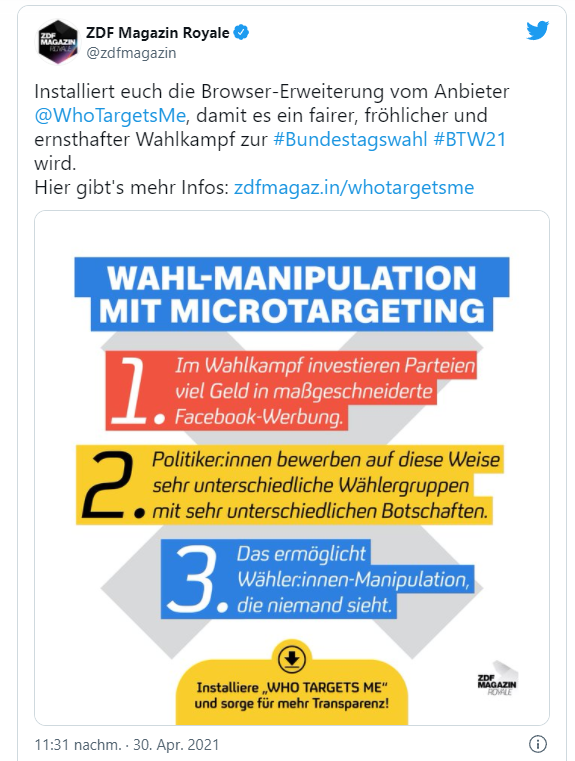 ZDF
MAGAZIN
ROYALE
ZDF Magazin Royale
@zdfmagazin
Installiert euch die Browser-Erweiterung vom Anbieter
@WhoTargetsMe, damit es ein fairer, fröhlicher und
ernsthafter Wahlkampf zur #Bundestagswahl #BTW21
wird.
Hier gibt's mehr Infos: zdfmagaz.in/whotargetsme
WAHL-MANIPULATION
MIT MICROTARGETING
1. Im Wahlkampf investieren Parteien
viel Geld in maßgeschneiderte
Facebook-Werbung.
2. Politiker:innen bewerben auf diese Weise
sehr unterschiedliche Wählergruppen
mit sehr unterschiedlichen Botschaften.
3. Das ermöglicht
Wähler:innen-Manipulation,
die niemand sieht.
Installiere „WHO TARGETS ME“
und sorge für mehr Transparenz!
ZDF
MAGAZIN
ROYALE
11:31 nachm. · 30. Apr. 2021